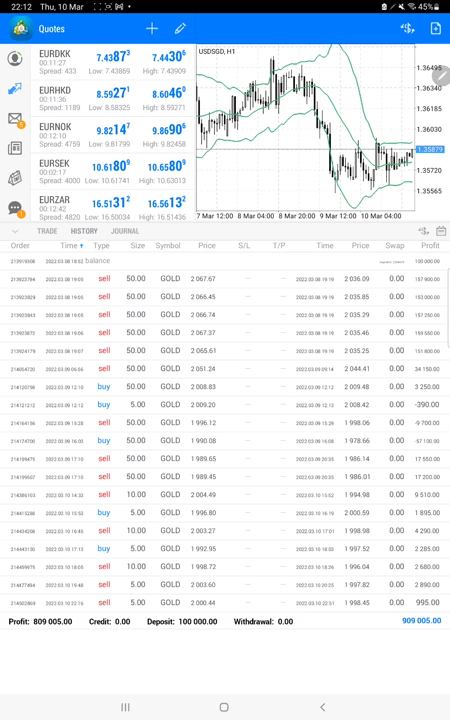 22:12 Thu, 10 Mar 45%
Quotes
EURDKK 7.43873 7.44306
00:11:27
Spread: 433 Low: 7.43869 High: 7.43909
EURHKD 8.59271 8.60460
00:11:36
Spread: 1189 Low: 8.58325 High: 8.59271
EURNOK 9.82147 9.86906
00:12:10
Spread: 4759 Low: 9.81799 High: 9.82458
EURSEK 10.61809 10.65809
00:02:17
Spread: 4000 Low: 10.61741 High: 10.63013
EURZAR 16.51312 16.56132
00:12:42
Spread: 4820 Low: 16.50034 High: 16.51436
USDSGD, H1
1.36495
1.36340
1.36185
1.36030
1.35879
1.35720
1.35565
7 Mar 12:00 8 Mar 04:00 8 Mar 20:00 9 Mar 12:00 10 Mar 04:00
TRADE HISTORY JOURNAL
Order Time Type Size Symbol Price S/L T/P Time Price Swap Profit
213919308 2022.03.08 18:52 balance 100 000.00
213923784 2022.03.08 19:05 sell 50.00 GOLD 2 067.67 — — 2022.03.08 19:19 2 036.09 0.00 157 900.00
213923829 2022.03.08 19:05 sell 50.00 GOLD 2 066.45 — — 2022.03.08 19:19 2 035.85 0.00 153 000.00
213923843 2022.03.08 19:05 sell 50.00 GOLD 2 066.74 — — 2022.03.08 19:19 2 035.29 0.00 157 250.00
213923872 2022.03.08 19:06 sell 50.00 GOLD 2 067.37 — — 2022.03.08 19:19 2 035.46 0.00 159 550.00
213924179 2022.03.08 19:07 sell 50.00 GOLD 2 065.61 — — 2022.03.08 19:19 2 035.25 0.00 151 800.00
214054720 2022.03.09 06:06 sell 50.00 GOLD 2 051.24 — — 2022.03.09 09:14 2 044.41 0.00 34 150.00
214120798 2022.03.09 12:10 buy 50.00 GOLD 2 008.83 — — 2022.03.09 12:12 2 009.48 0.00 3 250.00
214121212 2022.03.09 12:12 buy 5.00 GOLD 2 009.20 — — 2022.03.09 12:13 2 008.42 0.00 -390.00
214164156 2022.03.09 15:28 sell 50.00 GOLD 1 996.12 — — 2022.03.09 15:29 1 998.06 0.00 -9 700.00
214174700 2022.03.09 16:03 buy 50.00 GOLD 1 990.08 — — 2022.03.09 16:08 1 978.66 0.00 -57 100.00
214199475 2022.03.09 17:10 sell 50.00 GOLD 1 989.65 — — 2022.03.09 20:35 1 986.14 0.00 17 550.00
214199507 2022.03.09 17:10 sell 50.00 GOLD 1 989.45 — — 2022.03.09 20:35 1 986.01 0.00 17 200.00
214386103 2022.03.10 14:33 sell 10.00 GOLD 2 004.49 — — 2022.03.10 15:52 1 994.98 0.00 9 510.00
214415288 2022.03.10 15:53 buy 5.00 GOLD 1 996.80 — — 2022.03.10 16:19 2 000.59 0.00 1 895.00
214434208 2022.03.10 16:45 sell 10.00 GOLD 2 003.27 — — 2022.03.10 17:01 1 998.98 0.00 4 290.00
214443130 2022.03.10 17:13 buy 5.00 GOLD 1 992.95 — — 2022.03.10 18:03 1 997.52 0.00 2 285.00
214459975 2022.03.10 18:05 sell 10.00 GOLD 1 998.72 — — 2022.03.10 18:26 1 996.04 0.00 2 680.00
214477494 2022.03.10 19:48 sell 5.00 GOLD 2 003.60 — — 2022.03.10 20:25 1 997.82 0.00 2 890.00
214502809 2022.03.10 22:16 sell 5.00 GOLD 2 000.44 — — 2022.03.10 22:51 1 998.45 0.00 995.00
Profit: 809 005.00 Credit: 0.00 Deposit: 100 000.00 Withdrawal: 0.00 909 005.00